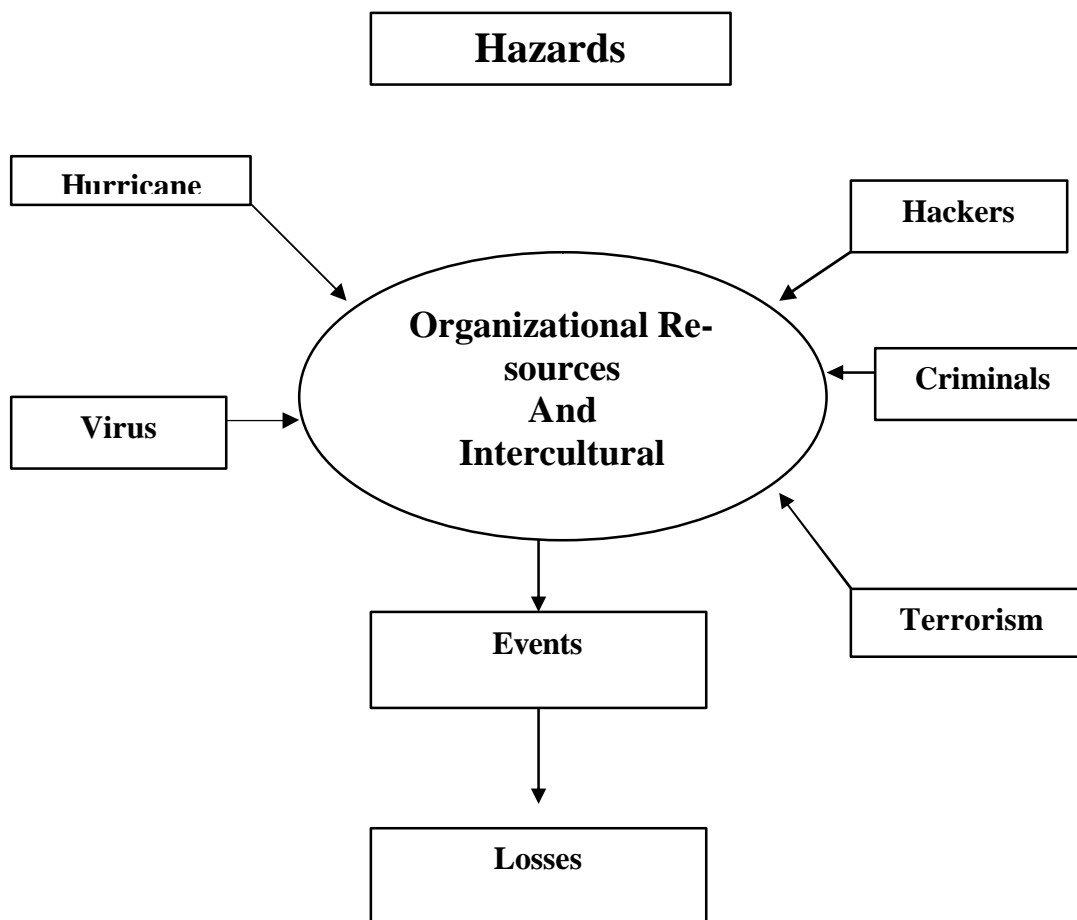 Hazards
Hurricane
Hackers
Organizational Re-
sources
And
Intercultural
Criminals
Virus
Terrorism
Events
Losses